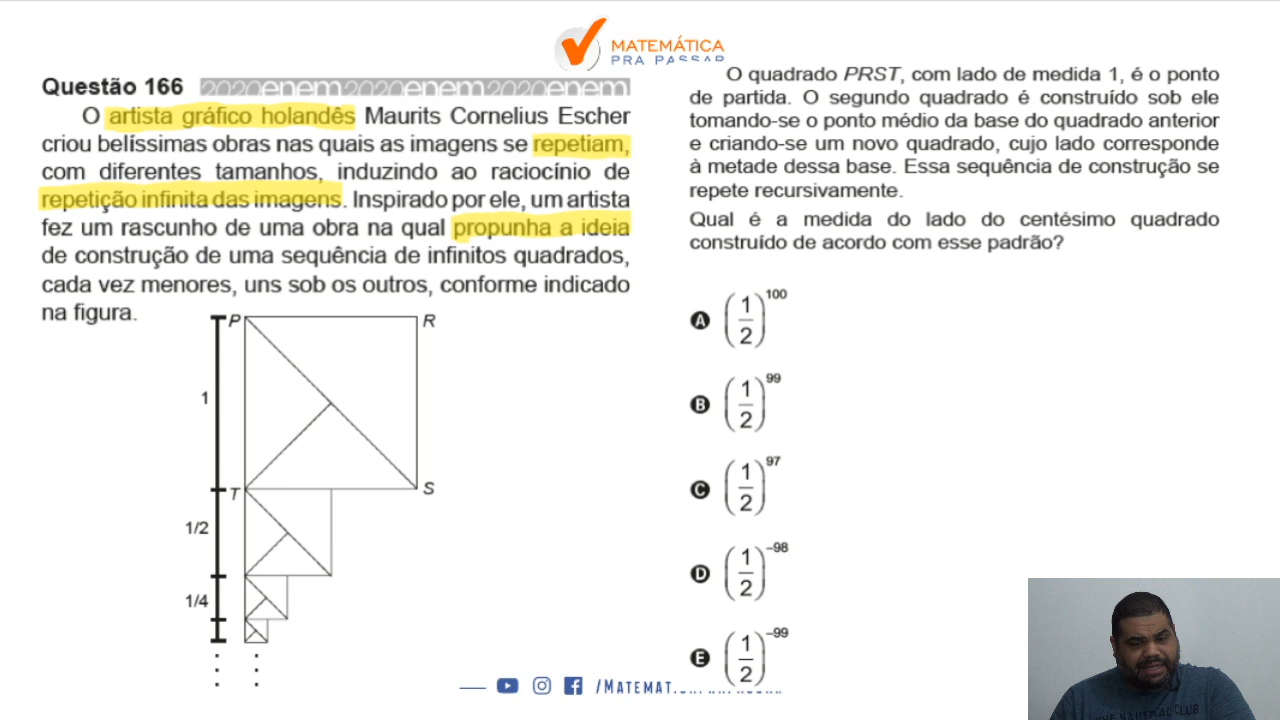 MATEMÁTICA
PRA PASSAR
Questão 166 2020enem2020enem2020enem
O artista gráfico holandês Maurits Cornelius Escher
criou belíssimas obras nas quais as imagens se repetiam,
com diferentes tamanhos, induzindo ao raciocínio de
repetição infinita das imagens. Inspirado por ele, um artista
fez um rascunho de uma obra na qual propunha a ideia
de construção de uma sequência de infinitos quadrados,
cada vez menores, uns sob os outros, conforme indicado
na figura.
P
R
1
T
S
1/2
1/4
O quadrado PRST, com lado de medida 1, é o ponto
de partida. O segundo quadrado é construído sob ele
tomando-se o ponto médio da base do quadrado anterior
e criando-se um novo quadrado, cujo lado corresponde
à metade dessa base. Essa sequência de construção se
repete recursivamente.
Qual é a medida do lado do centésimo quadrado
construído de acordo com esse padrão?
A (1/2)^100
B (1/2)^99
C (1/2)^97
D (1/2)^-98
E (1/2)^-99